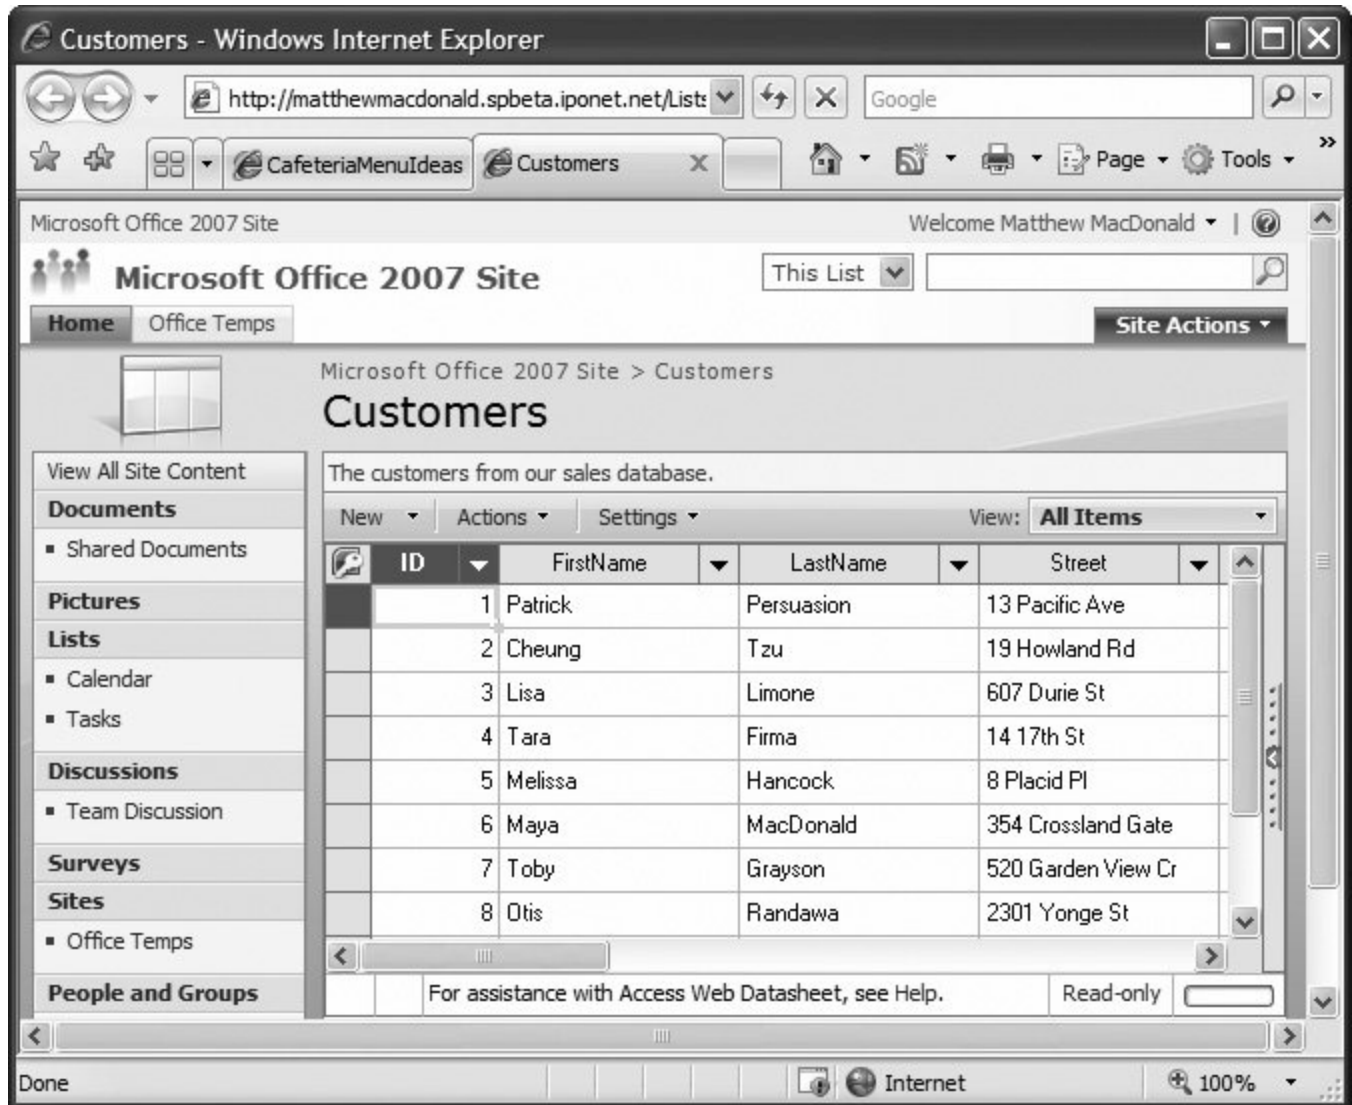 Customers - Windows Internet Explorer
http://matthewmacdonald.spbeta.iponet.net/Lists
Google
CafeteriaMenuIdeas
Customers
Page
Tools
Microsoft Office 2007 Site
Welcome Matthew MacDonald
Microsoft Office 2007 Site
This List
Home
Office Temps
Site Actions
Microsoft Office 2007 Site > Customers
Customers
The customers from our sales database.
New Actions Settings View: All Items
View All Site Content
Documents
Shared Documents
Pictures
Lists
Calendar
Tasks
Discussions
Team Discussion
Surveys
Sites
Office Temps
People and Groups
ID FirstName LastName Street
1 Patrick Persuasion 13 Pacific Ave
2 Cheung Tzu 19 Howland Rd
3 Lisa Limone 607 Durie St
4 Tara Firma 14 17th St
5 Melissa Hancock 8 Placid Pl
6 Maya MacDonald 354 Crossland Gate
7 Toby Grayson 520 Garden View Cr
8 Otis Randawa 2301 Yonge St
For assistance with Access Web Datasheet, see Help. Read-only
Done
Internet
100%